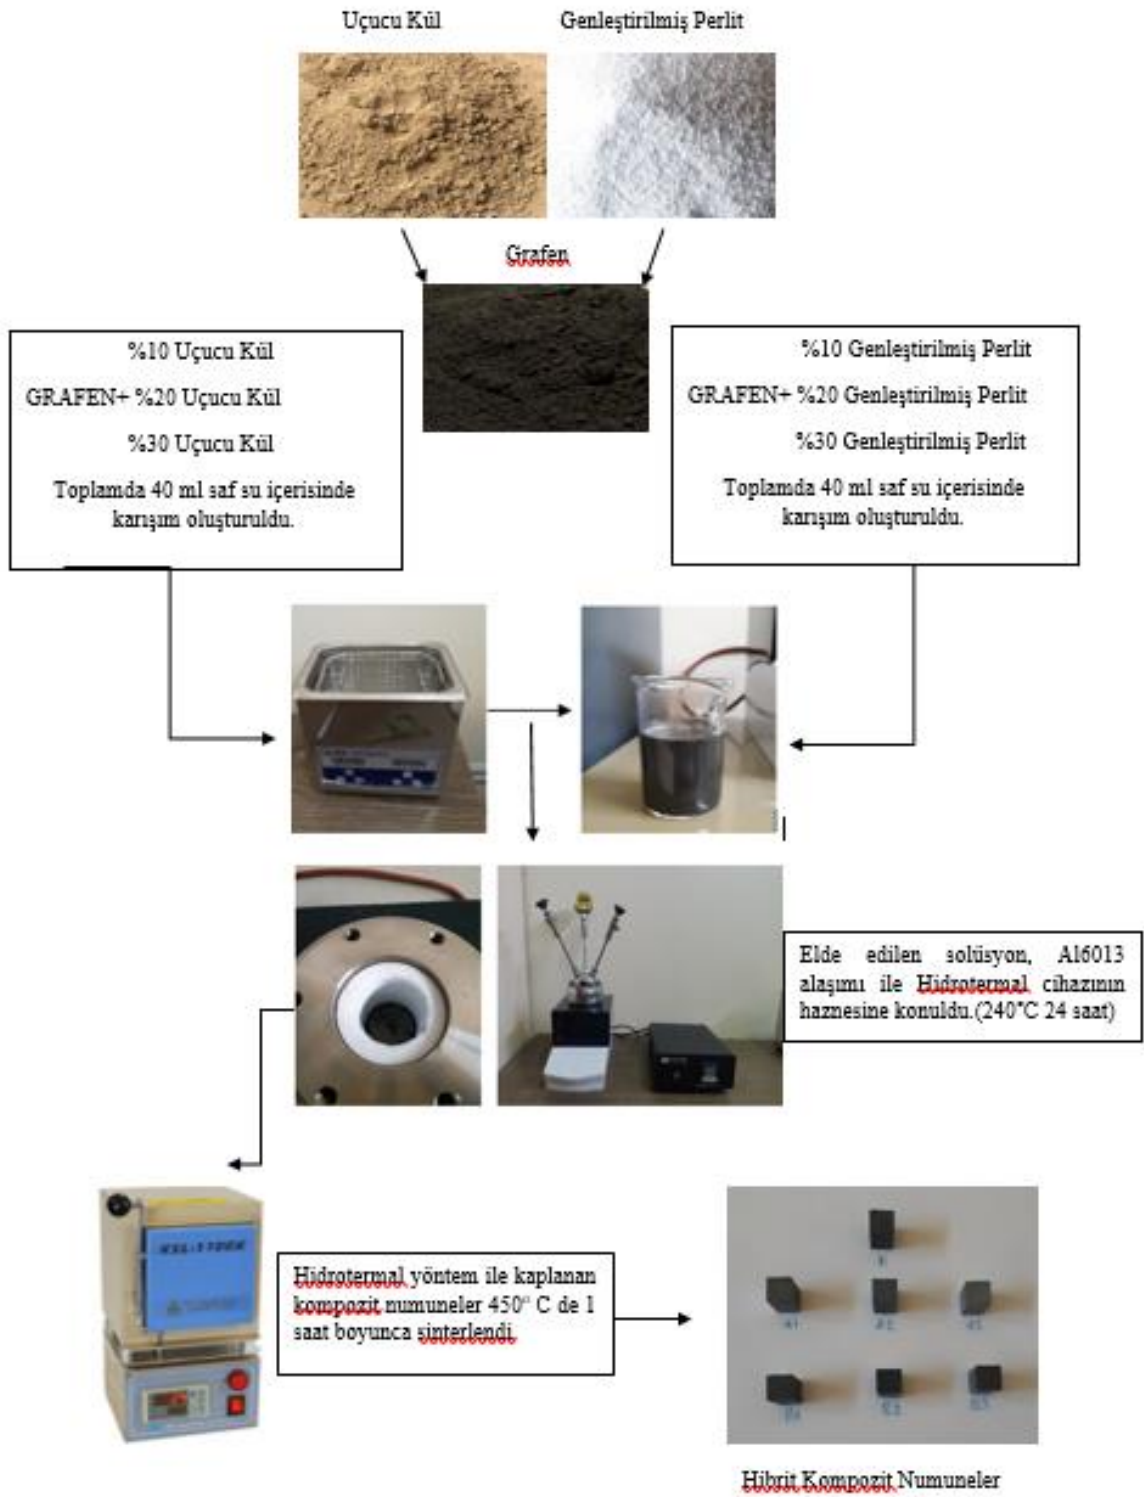 Uçucu Kül
Genleştirilmiş Perlit
Grafen
%10 Uçucu Kül
GRAFEN+ %20 Uçucu Kül
%30 Uçucu Kül
Toplamda 40 ml saf su içerisinde
karışım oluşturuldu.
%10 Genleştirilmiş Perlit
GRAFEN+ %20 Genleştirilmiş Perlit
%30 Genleştirilmiş Perlit
Toplamda 40 ml saf su içerisinde
karışım oluşturuldu.
Elde edilen solüsyon, Al6013
alaşımı ile Hidrotermal cihazının
haznesine konuldu.(240°C 24 saat)
Hidrotermal yöntem ile kaplanan
kompozit numuneler 450° C de 1
saat boyunca sinterlendi.
Hibrit Kompozit Numuneler